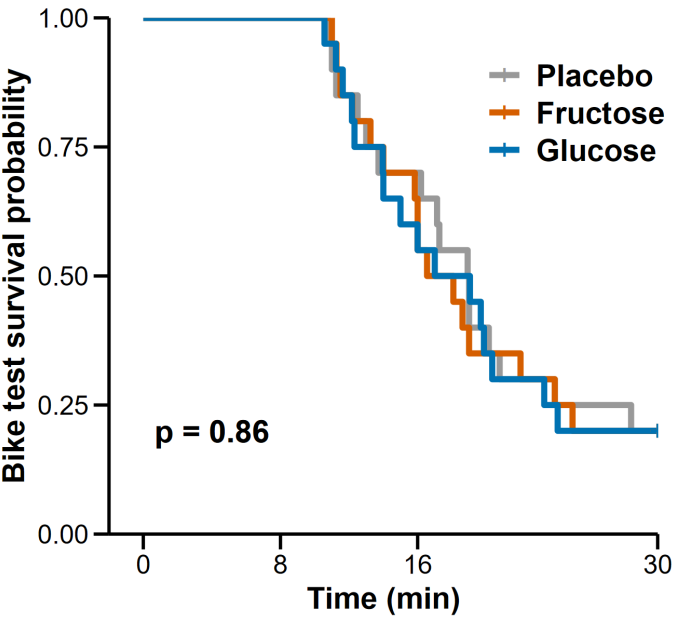 Bike test survival probability
1.00
0.75
0.50
0.25
0.00
Placebo
Fructose
Glucose
p = 0.86
0 8 16 30
Time (min)